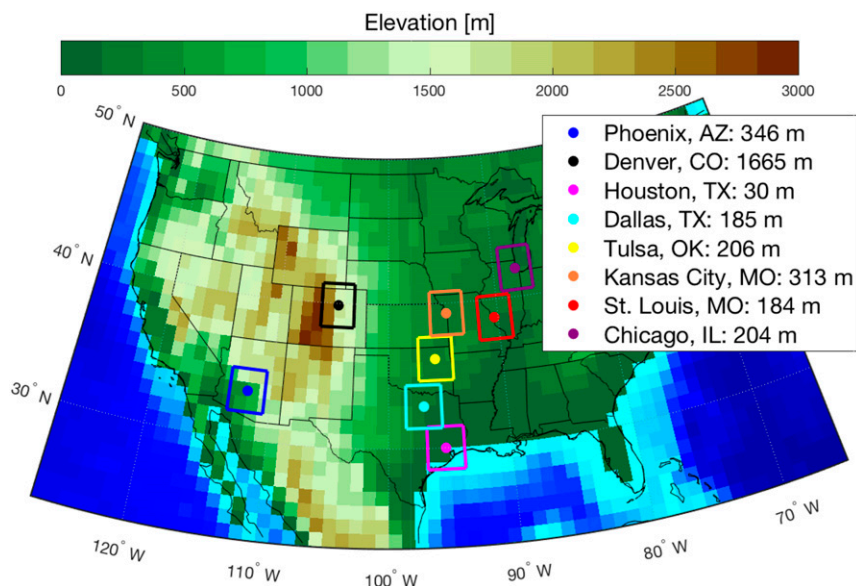 Elevation [m]
0 500 1000 1500 2000 2500 3000
50° N
40° N
30° N
Phoenix, AZ: 346 m
Denver, CO: 1665 m
Houston, TX: 30 m
Dallas, TX: 185 m
Tulsa, OK: 206 m
Kansas City, MO: 313 m
St. Louis, MO: 184 m
Chicago, IL: 204 m
120° W
110° W
100° W
90° W
80° W
70° W